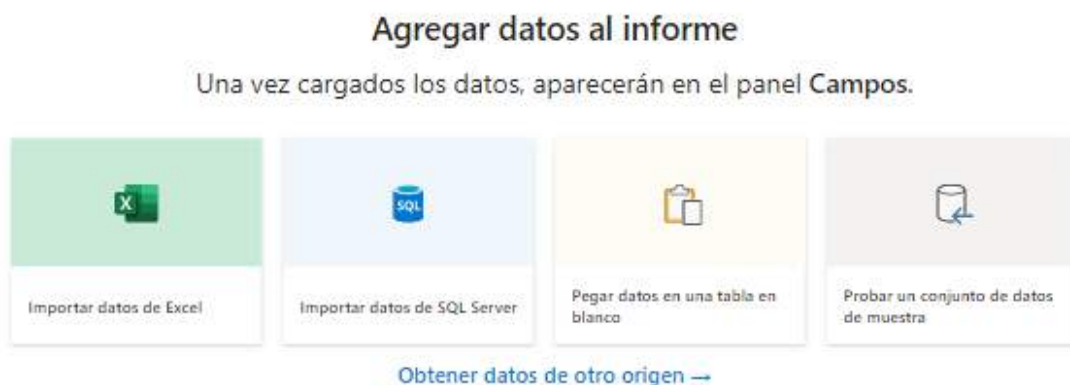 Agregar datos al informe
Una vez cargados los datos, aparecerán en el panel Campos.
X
SQL
Importar datos de Excel
Importar datos de SQL Server
Pegar datos en una tabla en
blanco
Probar un conjunto de datos
de muestra
Obtener datos de otro origen →